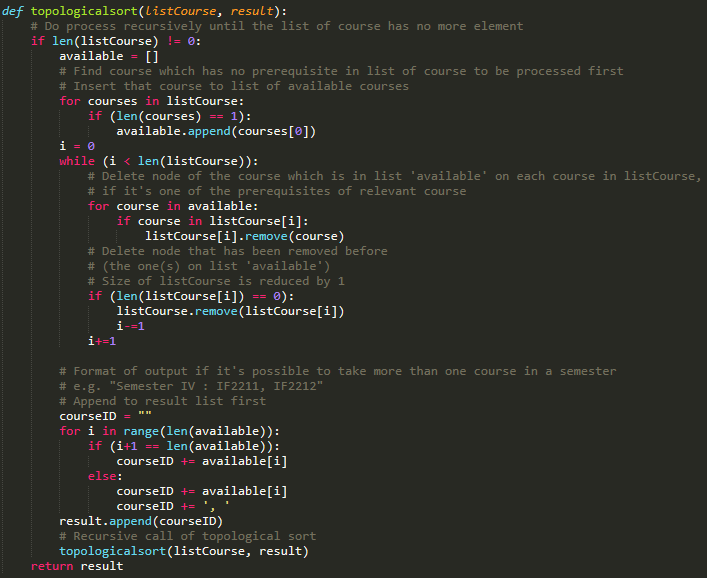 def topologicalsort(listCourse, result):
    # Do process recursively until the list of course has no more element
    if len(listCourse) != 0:
        available = []
        # Find course which has no prerequisite in list of course to be processed first
        # Insert that course to list of available courses
        for courses in listCourse:
            if (len(courses) == 1):
                available.append(courses[0])
        i = 0
        while (i < len(listCourse)):
            # Delete node of the course which is in list 'available' on each course in listCourse,
            # if it's one of the prerequisites of relevant course
            for course in available:
                if course in listCourse[i]:
                    listCourse[i].remove(course)
            # Delete node that has been removed before
            # (the one(s) on list 'available')
            # Size of listCourse is reduced by 1
            if (len(listCourse[i]) == 0):
                listCourse.remove(listCourse[i])
                i-=1
            i+=1

        # Format of output if it's possible to take more than one course in a semester
        # e.g. "Semester IV : IF2211, IF2212"
        # Append to result list first
        courseID = ""
        for i in range(len(available)):
            if (i+1 == len(available)):
                courseID += available[i]
            else:
                courseID += available[i]
                courseID += ', '
        result.append(courseID)
        # Recursive call of topological sort
        topologicalsort(listCourse, result)
    return result